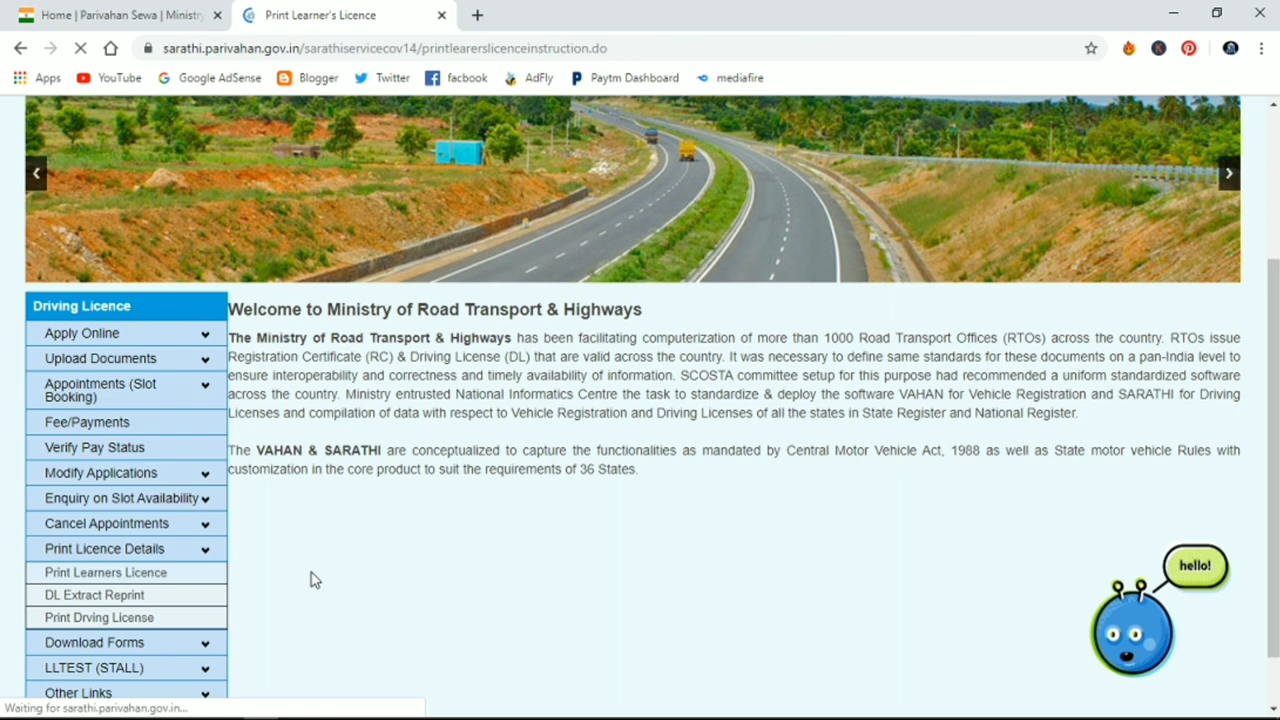 Home | Parivahan Sewa | Ministry
Print Learner's Licence
sarathi.parivahan.gov.in/sarathiservicecov14/printlearerslicenceinstruction.do
Apps YouTube Google AdSense Blogger Twitter facbook AdFly Paytm Dashboard mediafire
Driving Licence
Apply Online
Upload Documents
Appointments (Slot
Booking)
Fee/Payments
Verify Pay Status
Modify Applications
Enquiry on Slot Availability
Cancel Appointments
Print Licence Details
Print Learners Licence
DL Extract Reprint
Print Drving License
Download Forms
LLTEST (STALL)
Other Links
Welcome to Ministry of Road Transport & Highways
The Ministry of Road Transport & Highways has been facilitating computerization of more than 1000 Road Transport Offices (RTOs) across the country. RTOs issue
Registration Certificate (RC) & Driving License (DL) that are valid across the country. It was necessary to define same standards for these documents on a pan-India level to
ensure interoperability and correctness and timely availability of information. SCOSTA committee setup for this purpose had recommended a uniform standardized software
across the country. Ministry entrusted National Informatics Centre the task to standardize & deploy the software VAHAN for Vehicle Registration and SARATHI for Driving
Licenses and compilation of data with respect to Vehicle Registration and Driving Licenses of all the states in State Register and National Register.
The VAHAN & SARATHI are conceptualized to capture the functionalities as mandated by Central Motor Vehicle Act, 1988 as well as State motor vehicle Rules with
customization in the core product to suit the requirements of 36 States.
hello!
Waiting for sarathi.parivahan.gov.in...